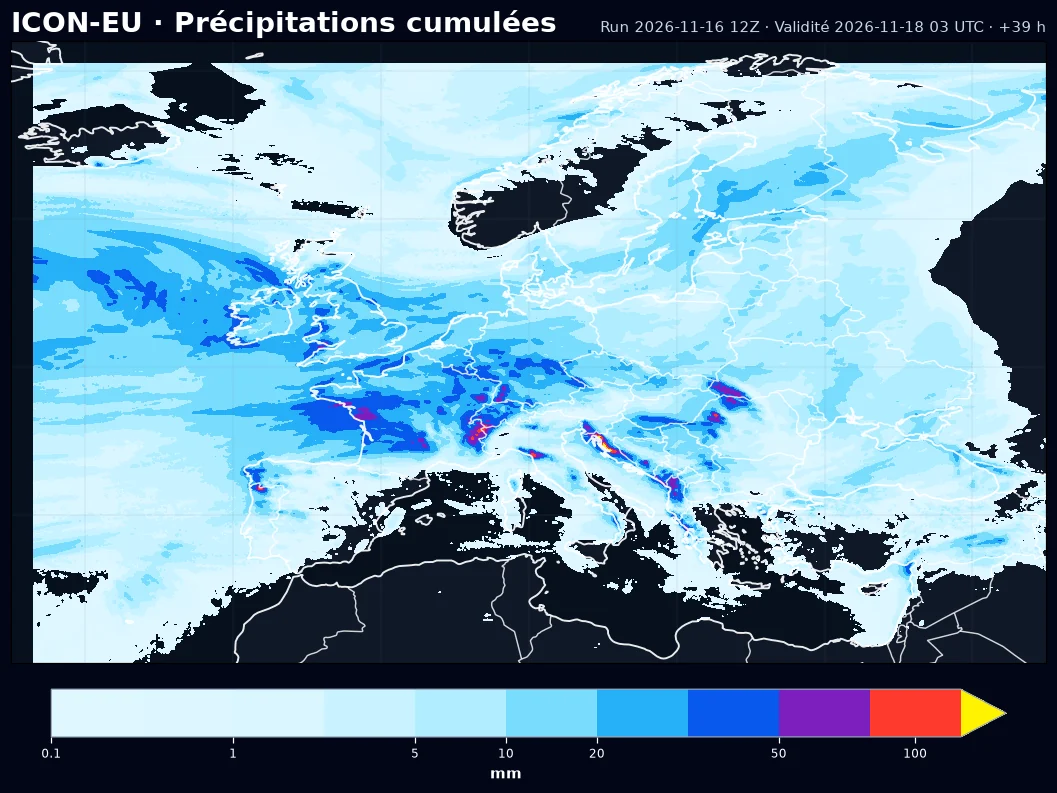 ICON-EU · Précipitations cumulées
Run 2026-11-16 12Z · Validité 2026-11-18 03 UTC · +39 h
0.1 1 5 10 20 50 100
mm